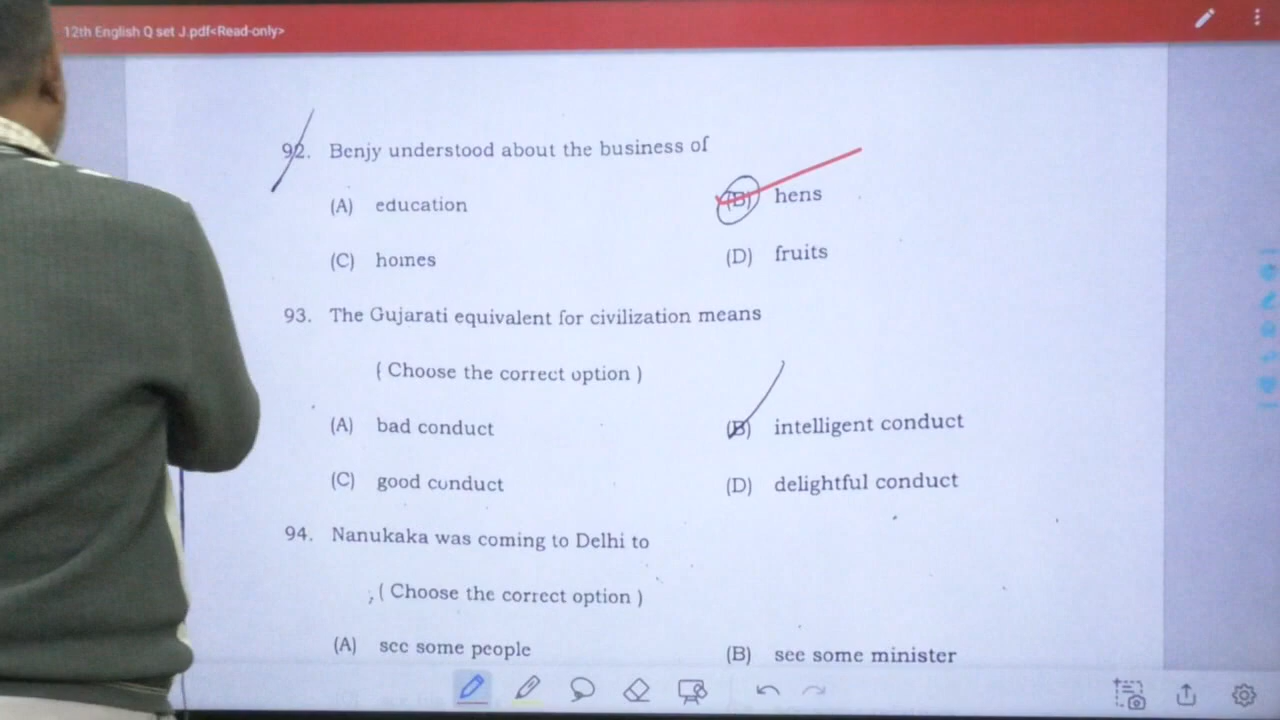 12th English Q set J.pdf<Read-only>
92. Benjy understood about the business of
(A) education (B) hens
(C) homes (D) fruits
93. The Gujarati equivalent for civilization means
( Choose the correct option )
(A) bad conduct (B) intelligent conduct
(C) good conduct (D) delightful conduct
94. Nanukaka was coming to Delhi to
( Choose the correct option )
(A) see some people (B) see some minister